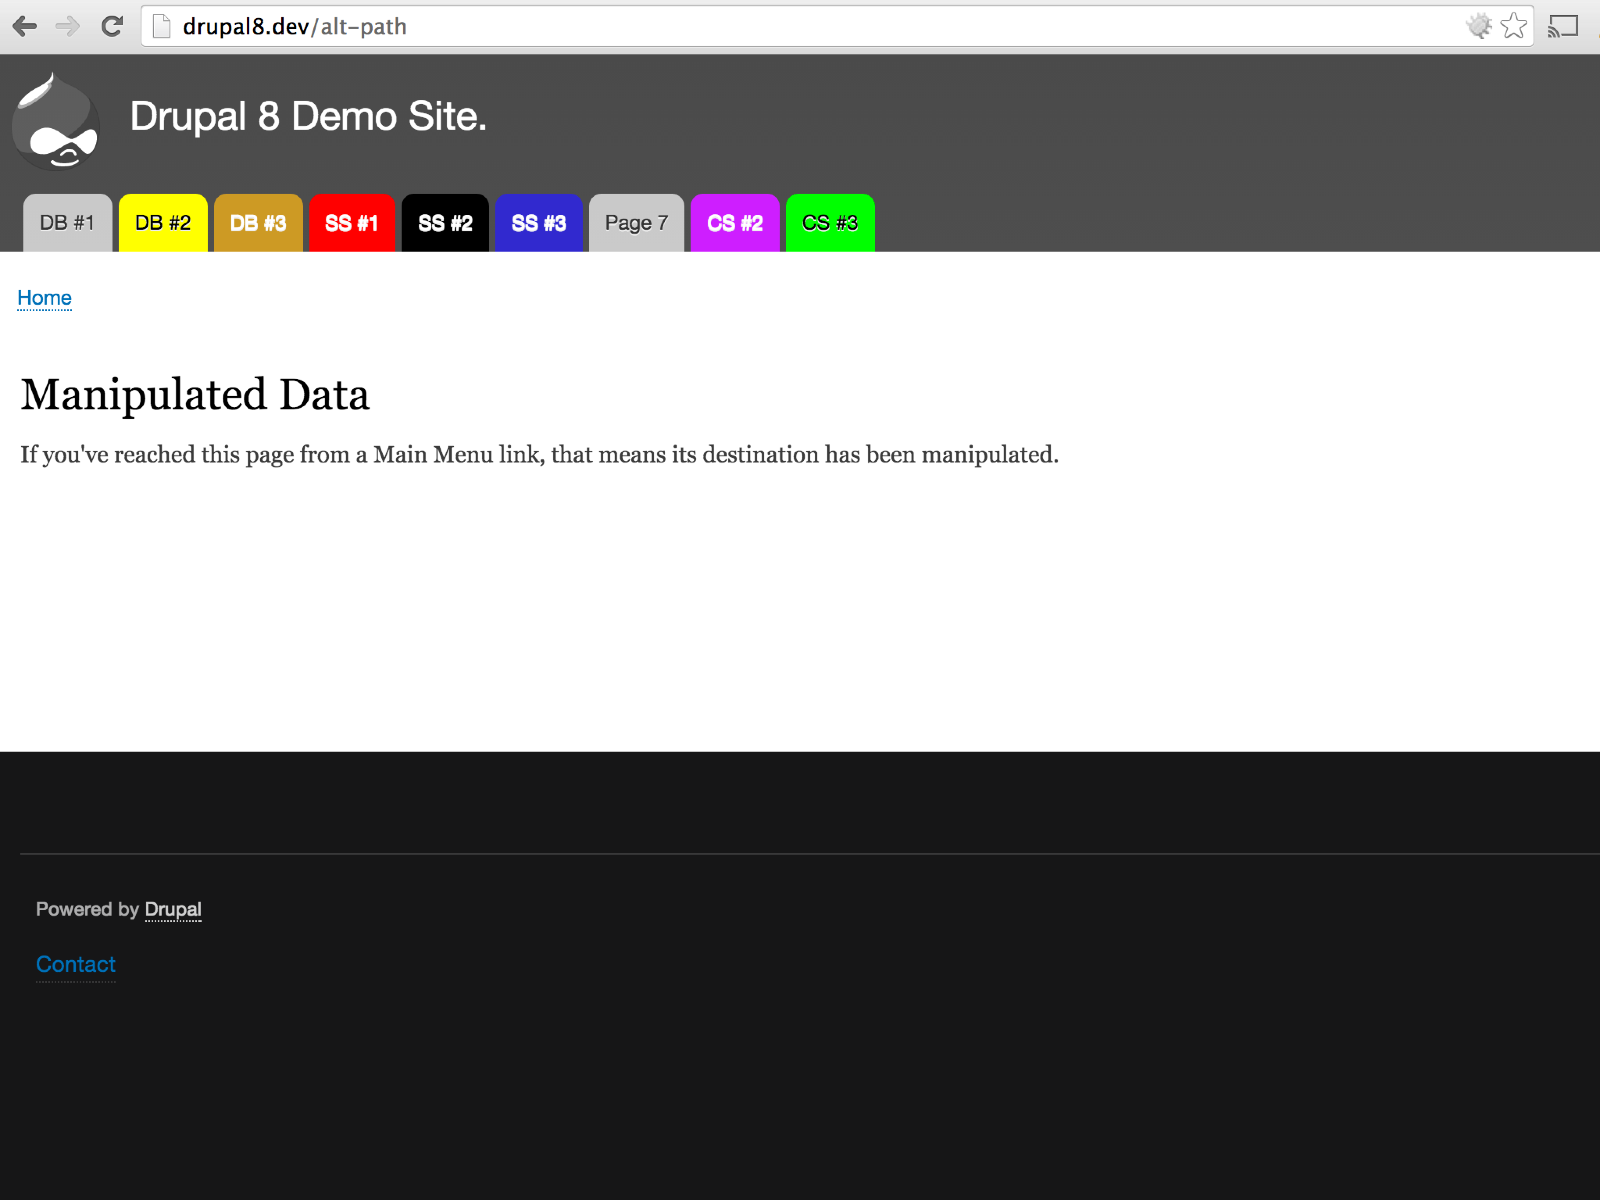 drupal8.dev/alt-path
Drupal 8 Demo Site.
DB #1 DB #2 DB #3 SS #1 SS #2 SS #3 Page 7 CS #2 CS #3
Home
Manipulated Data
If you've reached this page from a Main Menu link, that means its destination has been manipulated.
Powered by Drupal
Contact